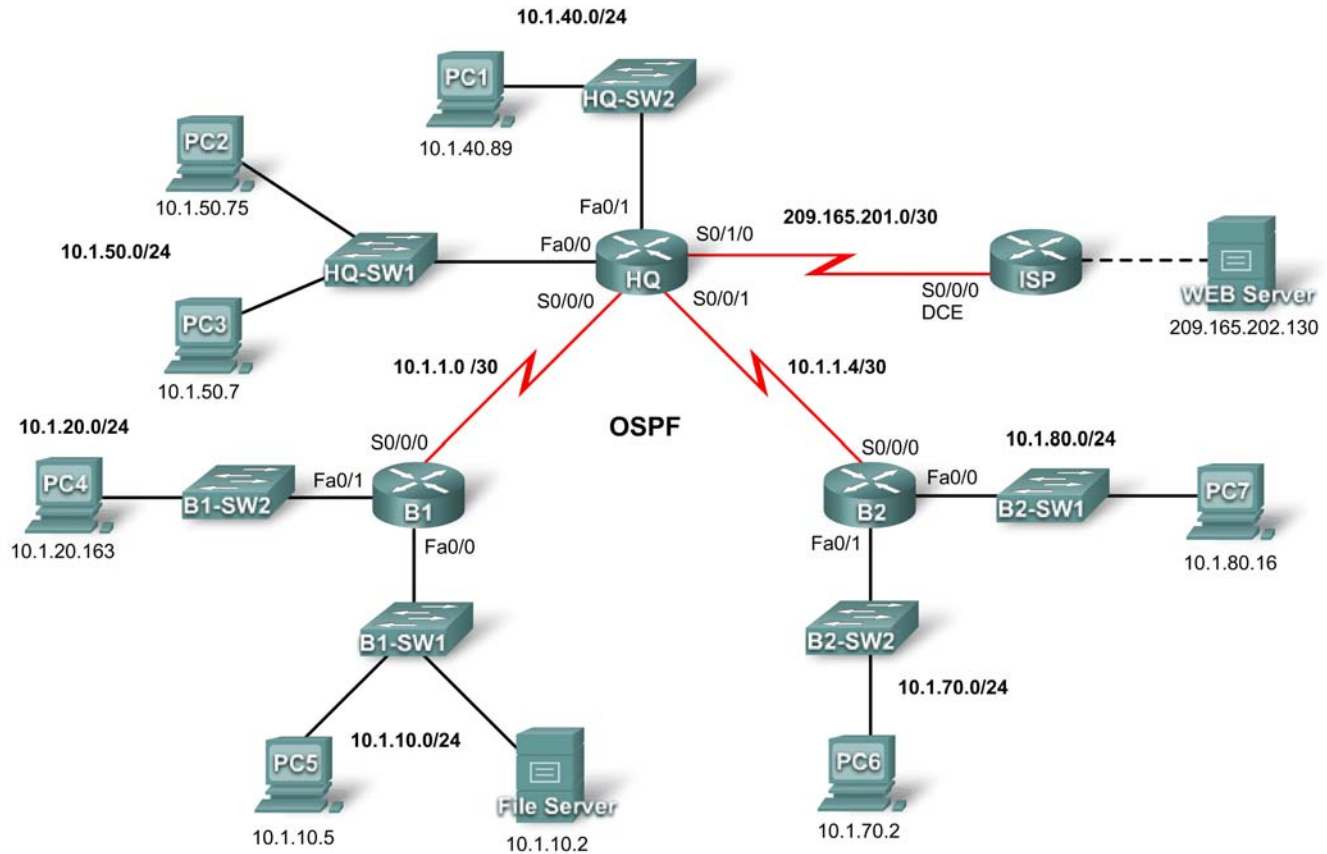 10.1.40.0/24
PC1
HQ-SW2
10.1.40.89
PC2
10.1.50.75
Fa0/1
209.165.201.0/30
10.1.50.0/24
Fa0/0
S0/1/0
HQ-SW1
HQ
ISP
WEB Server
S0/0/0
S0/0/1
S0/0/0
DCE
209.165.202.130
PC3
10.1.50.7
10.1.1.0 /30
10.1.1.4/30
10.1.20.0/24
OSPF
10.1.80.0/24
S0/0/0
S0/0/0
PC4
Fa0/1
Fa0/0
B1-SW2
B1
B2
B2-SW1
PC7
10.1.20.163
Fa0/0
Fa0/1
10.1.80.16
B1-SW1
B2-SW2
10.1.70.0/24
10.1.10.0/24
PC5
File Server
PC6
10.1.10.5
10.1.10.2
10.1.70.2